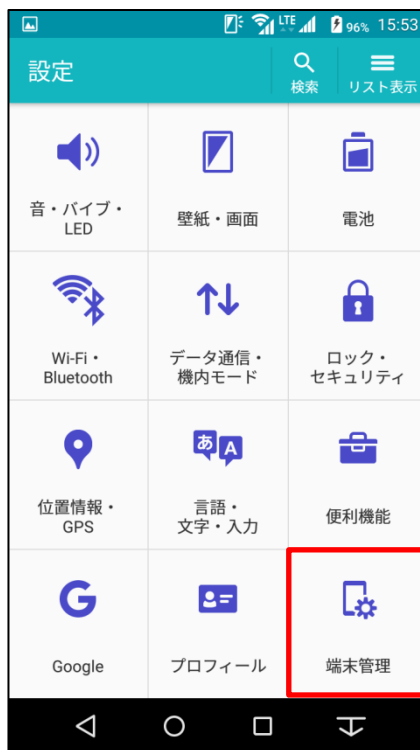 LTE 96% 15:53
設定
検索
リスト表示
音・バイブ・
LED
壁紙・画面
電池
Wi-Fi・
Bluetooth
データ通信・
機内モード
ロック・
セキュリティ
位置情報・
GPS
あA
言語・
文字・入力
便利機能
G
Google
プロフィール
端末管理